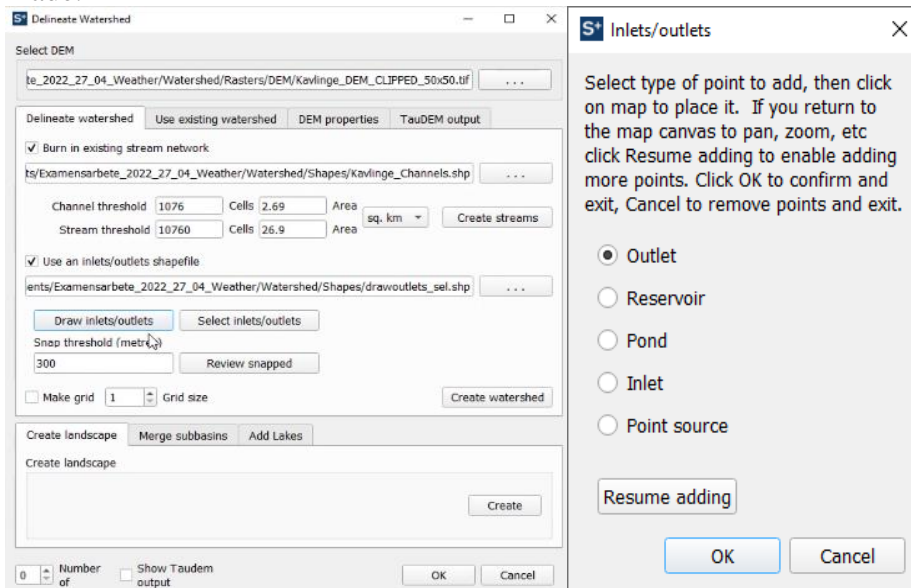 Delineate Watershed
Select DEM
te_2022_27_04_Weather/Watershed/Rasters/DEM/Kavlinge_DEM_CLIPPED_50x50.tif ...
Delineate watershed Use existing watershed DEM properties TauDEM output
Burn in existing stream network
ts/Examensarbete_2022_27_04_Weather/Watershed/Shapes/Kavlinge_Channels.shp ...
Channel threshold 1076 Cells 2.69 Area
sq. km Create streams
Stream threshold 10760 Cells 26.9 Area
Use an inlets/outlets shapefile
ents/Examensarbete_2022_27_04_Weather/Watershed/Shapes/drawoutlets_sel.shp ...
Draw inlets/outlets Select inlets/outlets
Snap threshold (metres)
300 Review snapped
Make grid 1 Grid size Create watershed
Create landscape Merge subbasins Add Lakes
Create landscape
Create
0 Number of Show Taudem output OK Cancel
Inlets/outlets
Select type of point to add, then click
on map to place it. If you return to
the map canvas to pan, zoom, etc
click Resume adding to enable adding
more points. Click OK to confirm and
exit, Cancel to remove points and exit.
Outlet
Reservoir
Pond
Inlet
Point source
Resume adding
OK Cancel